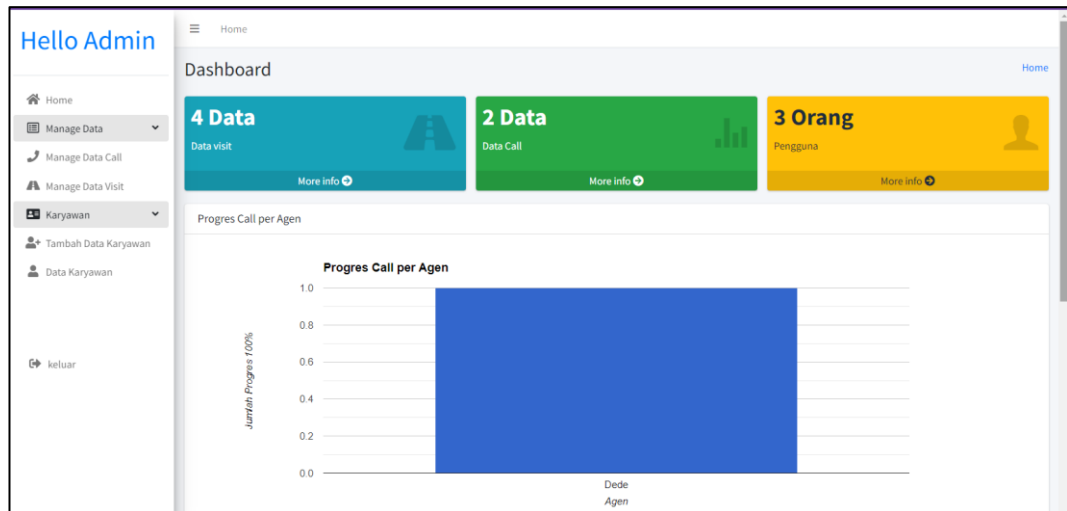 Hello Admin
Home
Manage Data
Manage Data Call
Manage Data Visit
Karyawan
Tambah Data Karyawan
Data Karyawan
keluar
Home
Dashboard
Home
4 Data
Data visit
More info
2 Data
Data Call
More info
3 Orang
Pengguna
More info
Progres Call per Agen
Progres Call per Agen
1.0
0.8
0.6
0.4
0.2
0.0
Jumlah Progres 100%
Dede
Agen